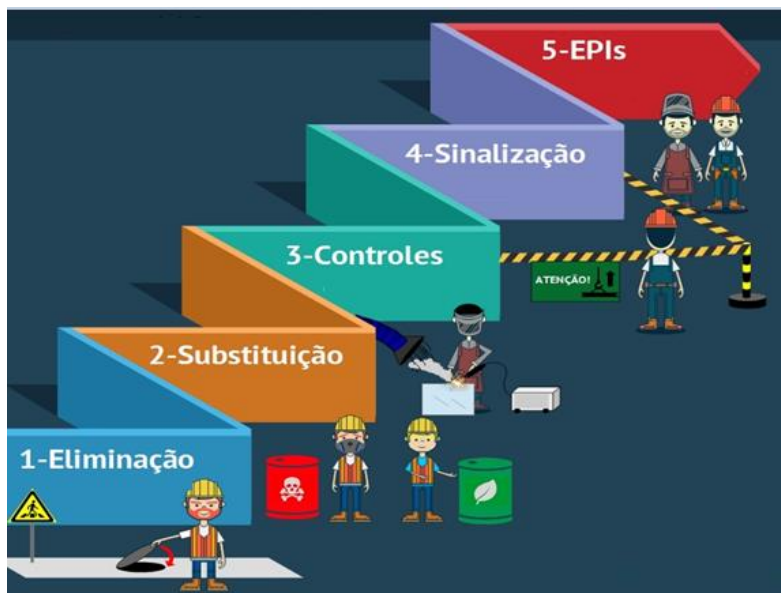 5-EPIs
4-Sinalização
3-Controles
ATENÇÃO!
2-Substituição
1-Eliminação